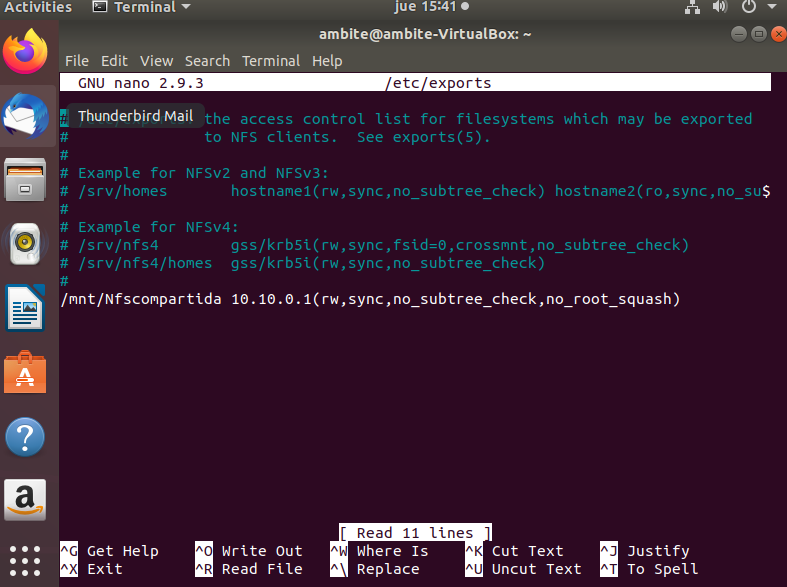 Activities Terminal jue 15:41
ambite@ambite-VirtualBox: ~
File Edit View Search Terminal Help
GNU nano 2.9.3 /etc/exports
Thunderbird Mail
the access control list for filesystems which may be exported
# to NFS clients. See exports(5).
#
# Example for NFSv2 and NFSv3:
# /srv/homes hostname1(rw,sync,no_subtree_check) hostname2(ro,sync,no_su$
#
# Example for NFSv4:
# /srv/nfs4 gss/krb5i(rw,sync,fsid=0,crossmnt,no_subtree_check)
# /srv/nfs4/homes gss/krb5i(rw,sync,no_subtree_check)
#
/mnt/Nfscompartida 10.10.0.1(rw,sync,no_subtree_check,no_root_squash)
[ Read 11 lines ]
^G Get Help ^O Write Out ^W Where Is ^K Cut Text ^J Justify
^X Exit ^R Read File ^\ Replace ^U Uncut Text ^T To Spell